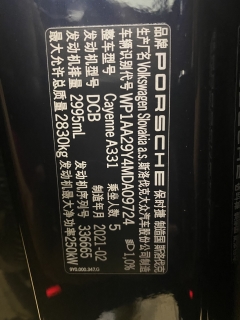 品牌 PORSCHE 保时捷 制造国 斯洛伐克
生产厂名:Volkswagen Slovakia a.s. 斯洛伐克大众汽车股份公司制造
车辆识别代号 WP1AA29Y4MDA09724
整车型号 Cayenne A331 乘坐人数 5
发动机型号 DCB 制造年月 2021-02
发动机排量 2995ml 发动机序列号 336665
最大允许总质量 2830kg 发动机最大净功率 250KW